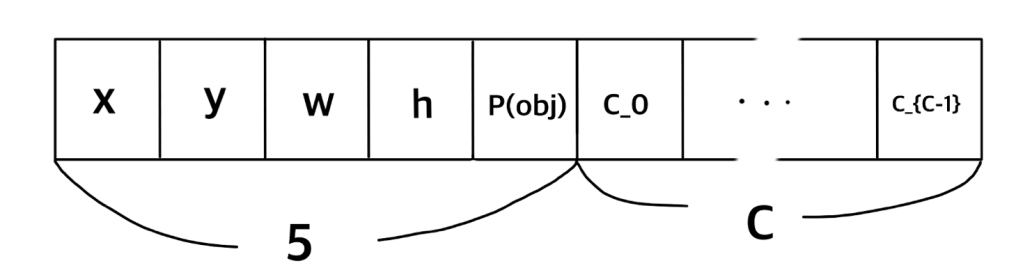 x y w h P(obj) C_0 . . . C_{C-1}
5 C